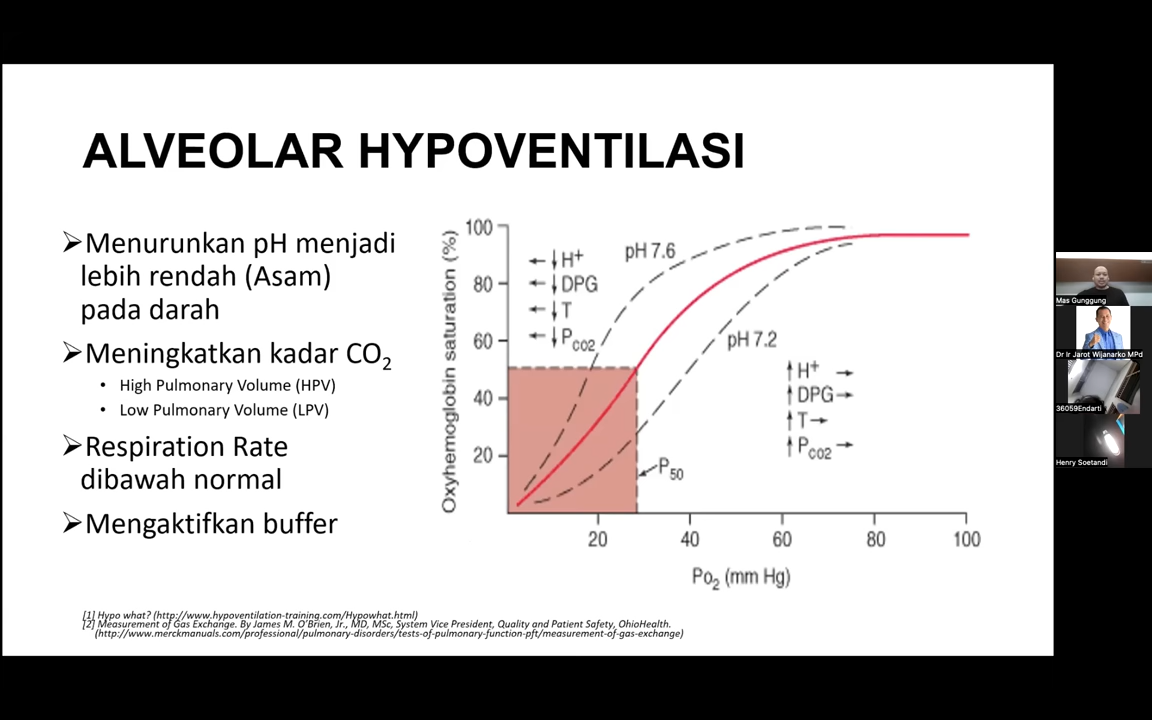 ALVEOLAR HYPOVENTILASI
➢Menurunkan pH menjadi
lebih rendah (Asam)
pada darah
➢Meningkatkan kadar CO2
• High Pulmonary Volume (HPV)
• Low Pulmonary Volume (LPV)
➢Respiration Rate
dibawah normal
➢Mengaktifkan buffer
Oxyhemoglobin saturation (%)
100
80
60
40
20
←↓H+
←↓DPG
←↓T
←↓Pco2
pH 7.6
pH 7.2
↑H+ →
↑DPG→
↑T→
↑Pco2 →
P50
20 40 60 80 100
Po2 (mm Hg)
[1] Hypo what? (http://www.hypoventilation-training.com/Hypowhat.html)
[2] Measurement of Gas Exchange. By James M. O'Brien, Jr., MD, MSc, System Vice President, Quality and Patient Safety, OhioHealth.
(http://www.merckmanuals.com/professional/pulmonary-disorders/tests-of-pulmonary-function-pft/measurement-of-gas-exchange)
Mas Gunggung
Dr Ir Jarot Wijanarko MPd
36059Endarti
Henry Soetandi